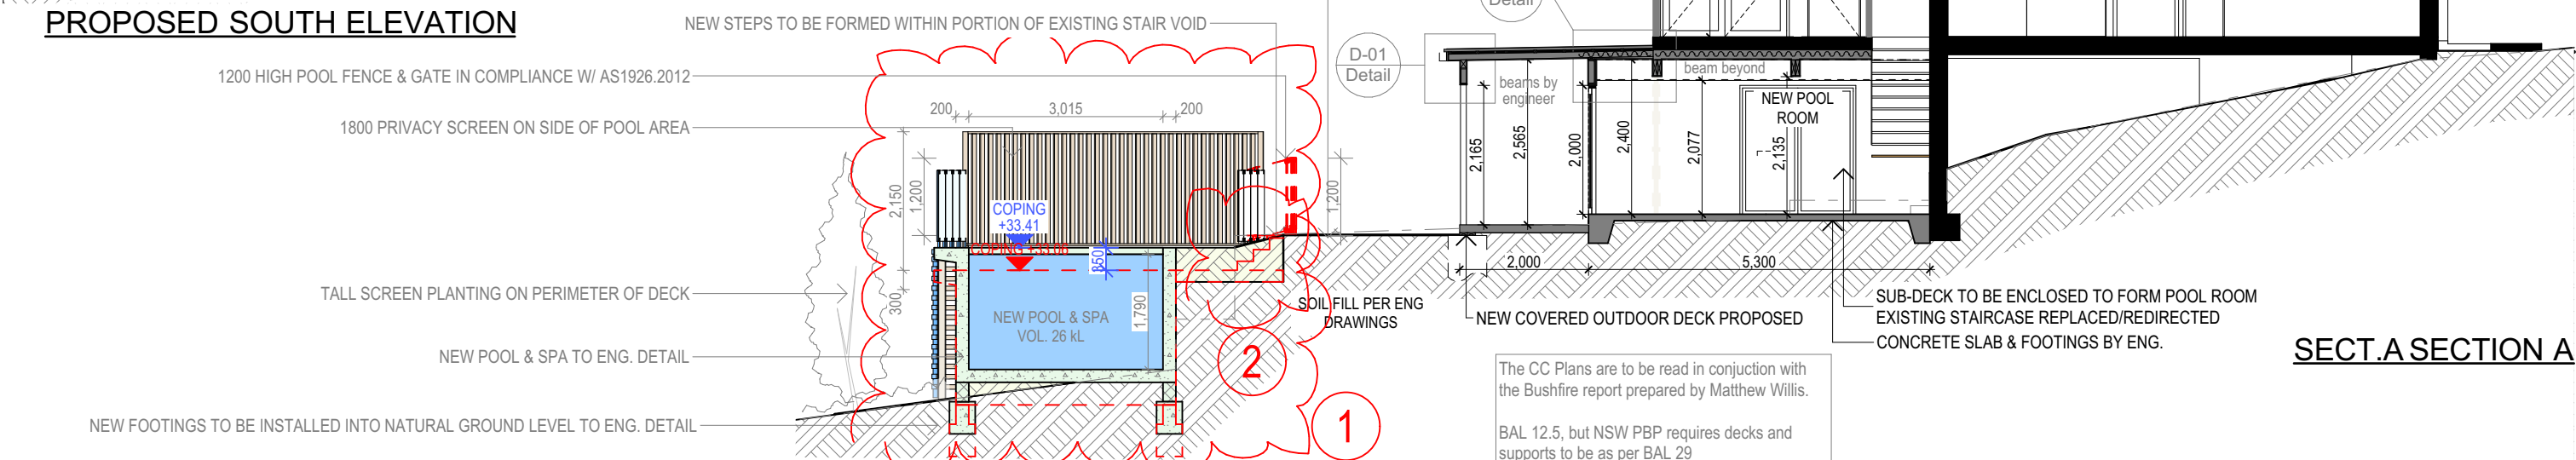 PROPOSED SOUTH ELEVATION
NEW STEPS TO BE FORMED WITHIN PORTION OF EXISTING STAIR VOID
1200 HIGH POOL FENCE & GATE IN COMPLIANCE W/ AS1926.2012
1800 PRIVACY SCREEN ON SIDE OF POOL AREA
TALL SCREEN PLANTING ON PERIMETER OF DECK
NEW POOL & SPA TO ENG. DETAIL
NEW FOOTINGS TO BE INSTALLED INTO NATURAL GROUND LEVEL TO ENG. DETAIL
200
3,015
200
2,150
1,200
300
COPING
+33.41
COPING +33.06
350
1,790
NEW POOL & SPA
VOL. 26 kL
1,200
2
1
SOIL FILL PER ENG
DRAWINGS
Detail
D-01
Detail
beams by
engineer
beam beyond
NEW POOL
ROOM
2,165
2,565
2,000
2,400
2,077
2,135
2,000
5,300
NEW COVERED OUTDOOR DECK PROPOSED
SUB-DECK TO BE ENCLOSED TO FORM POOL ROOM
EXISTING STAIRCASE REPLACED/REDIRECTED
CONCRETE SLAB & FOOTINGS BY ENG.
SECT.A SECTION A
The CC Plans are to be read in conjuction with
the Bushfire report prepared by Matthew Willis.
BAL 12.5, but NSW PBP requires decks and
supports to be as per BAL 29